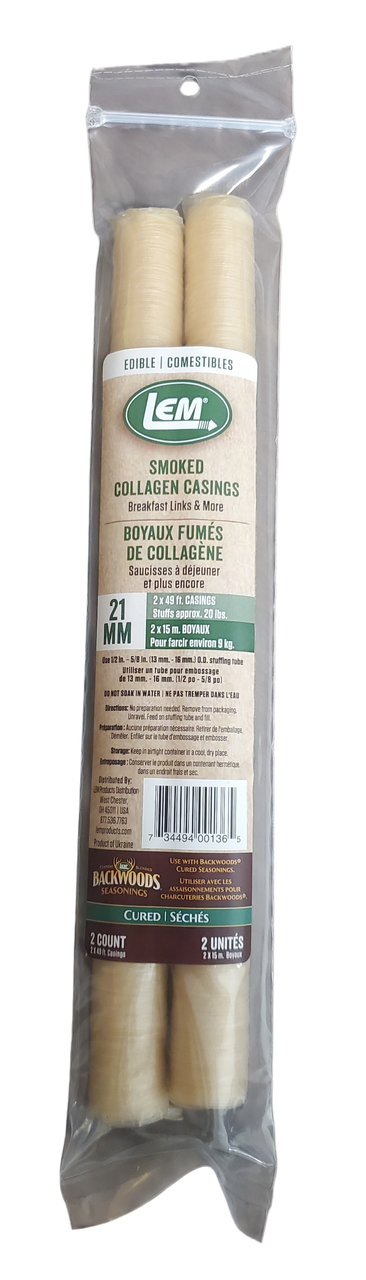 EDIBLE | COMESTIBLES
LEM®
SMOKED
COLLAGEN CASINGS
Breakfast Links & More
BOYAUX FUMÉS
DE COLLAGÈNE
Saucisses à déjeuner
et plus encore
21
MM
2 x 49 ft. CASINGS
Stuffs approx. 20 lbs.
2 x 15 m. BOYAUX
Pour farcir environ 9 kg.
Use 1/2 in. - 5/8 in. (13 mm. - 16 mm.) O.D. stuffing tube
Utiliser un tube pour embossage
de 13 mm. - 16 mm. (1/2 po - 5/8 po)
DO NOT SOAK IN WATER | NE PAS TREMPER DANS L'EAU
Directions: No preparation needed. Remove from packaging.
Unravel. Feed on stuffing tube and fill.
Préparation: Aucune préparation nécessaire. Retirer de l'emballage.
Démêler. Enfiler sur le tube d'embossage et embosser.
Storage: Keep in airtight container in a cool, dry place.
Entreposage: Conserver le produit dans un contenant hermétique,
dans un endroit frais et sec.
Distributed By:
LEM Products Distribution
West Chester,
OH 45011 | USA
877.536.7763
lemproducts.com
Product of Ukraine
7 34494 00136 5
BACKWOODS
SEASONINGS
USE WITH BACKWOODS®
CURED SEASONINGS.
UTILISER AVEC LES
ASSAISONNEMENTS POUR
CHARCUTERIES BACKWOODS®.
CURED | SÉCHÉS
2 COUNT
2 X 49 ft. Casings
2 UNITÉS
2 X 15 m. Boyaux